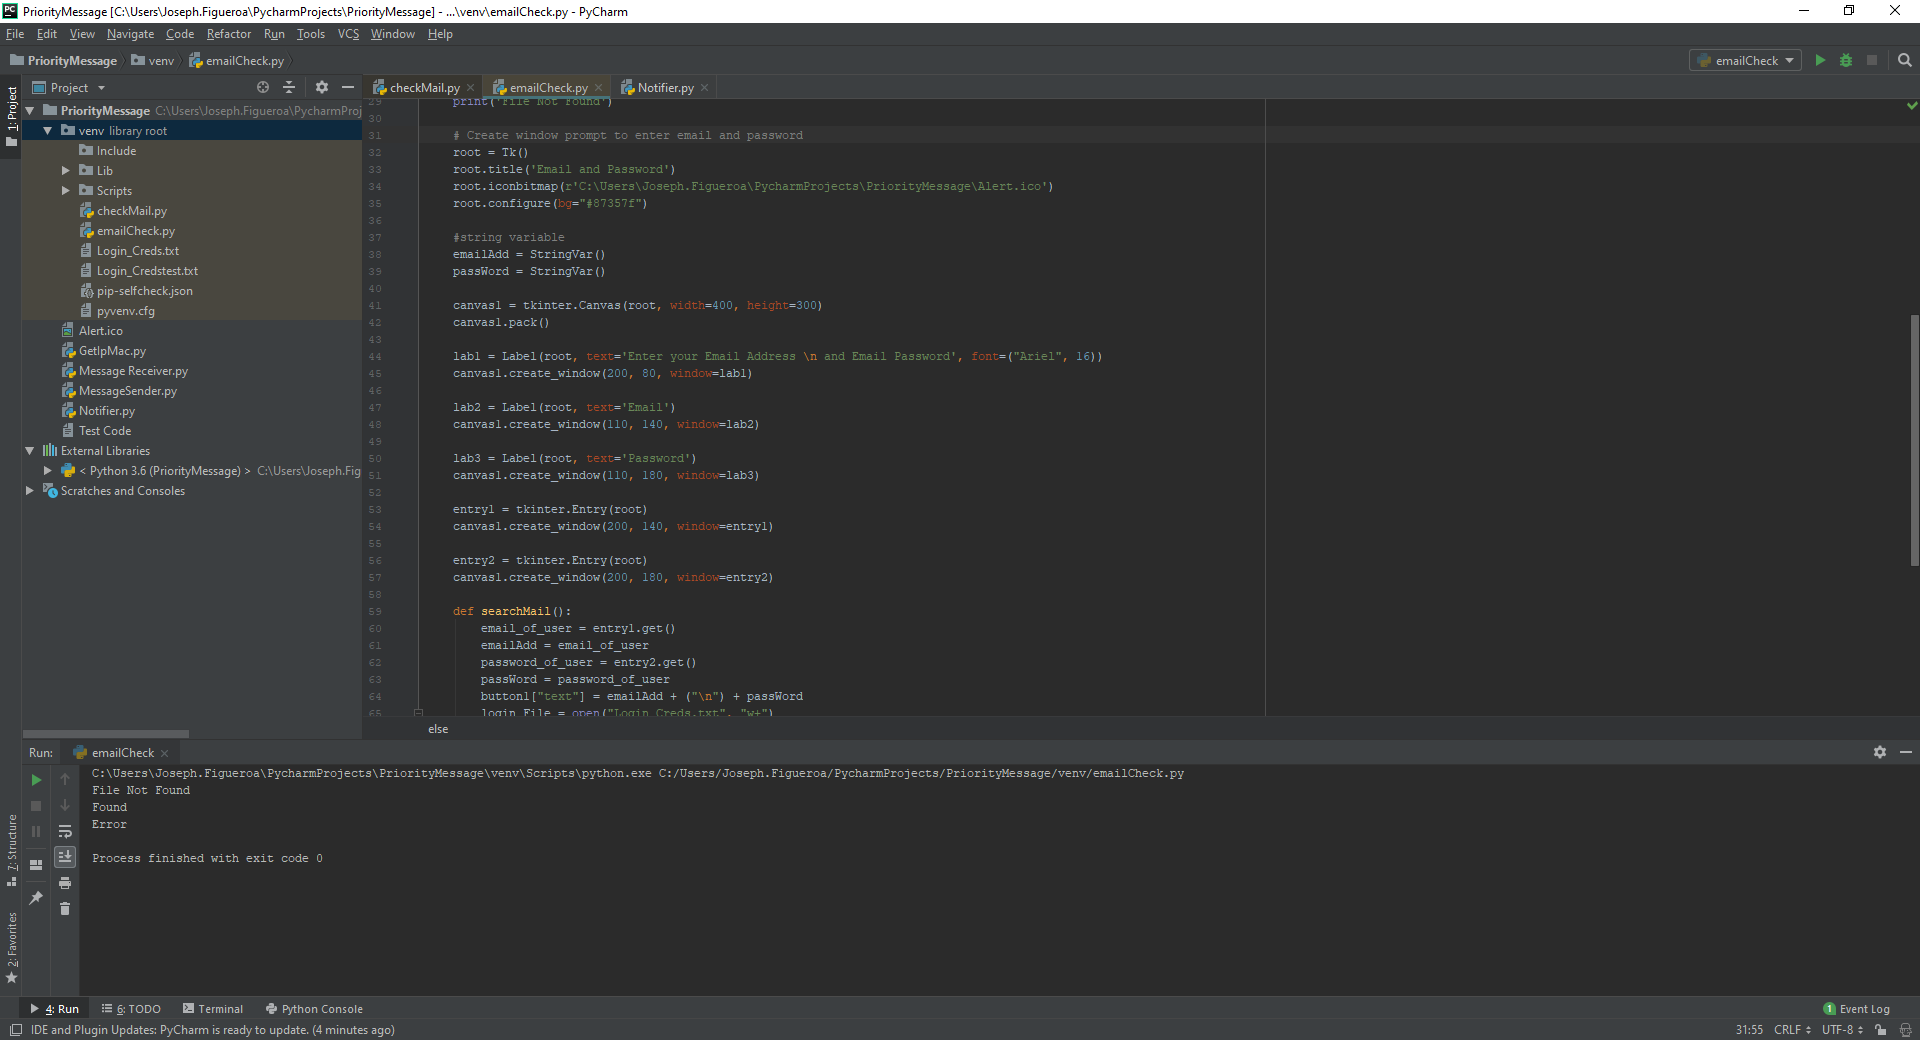 PriorityMessage [C:\Users\Joseph.Figueroa\PycharmProjects\PriorityMessage] - ...\venv\emailCheck.py - PyCharm
File Edit View Navigate Code Refactor Run Tools VCS Window Help
PriorityMessage venv emailCheck.py
emailCheck
1: Project
Project
PriorityMessage C:\Users\Joseph.Figueroa\PycharmProj
venv library root
Include
Lib
Scripts
checkMail.py
emailCheck.py
Login_Creds.txt
Login_Credstest.txt
pip-selfcheck.json
pyvenv.cfg
Alert.ico
GetIpMac.py
Message Receiver.py
MessageSender.py
Notifier.py
Test Code
External Libraries
< Python 3.6 (PriorityMessage) > C:\Users\Joseph.Fig
Scratches and Consoles
checkMail.py emailCheck.py Notifier.py
29 print('File Not Found')
30
31 # Create window prompt to enter email and password
32 root = Tk()
33 root.title('Email and Password')
34 root.iconbitmap(r'C:\Users\Joseph.Figueroa\PycharmProjects\PriorityMessage\Alert.ico')
35 root.configure(bg="#87357f")
36
37 #string variable
38 emailAdd = StringVar()
39 passWord = StringVar()
40
41 canvas1 = tkinter.Canvas(root, width=400, height=300)
42 canvas1.pack()
43
44 lab1 = Label(root, text='Enter your Email Address \n and Email Password', font=("Ariel", 16))
45 canvas1.create_window(200, 80, window=lab1)
46
47 lab2 = Label(root, text='Email')
48 canvas1.create_window(110, 140, window=lab2)
49
50 lab3 = Label(root, text='Password')
51 canvas1.create_window(110, 180, window=lab3)
52
53 entry1 = tkinter.Entry(root)
54 canvas1.create_window(200, 140, window=entry1)
55
56 entry2 = tkinter.Entry(root)
57 canvas1.create_window(200, 180, window=entry2)
58
59 def searchMail():
60 email_of_user = entry1.get()
61 emailAdd = email_of_user
62 password_of_user = entry2.get()
63 passWord = password_of_user
64 button1["text"] = emailAdd + ("\n") + passWord
65 login_File = open("Login_Creds.txt", "w+")
else
Run: emailCheck
C:\Users\Joseph.Figueroa\PycharmProjects\PriorityMessage\venv\Scripts\python.exe C:/Users/Joseph.Figueroa/PycharmProjects/PriorityMessage/venv/emailCheck.py
File Not Found
Found
Error
Process finished with exit code 0
7: Structure
2: Favorites
4: Run 6: TODO Terminal Python Console
1 Event Log
IDE and Plugin Updates: PyCharm is ready to update. (4 minutes ago)
31:55 CRLF UTF-8